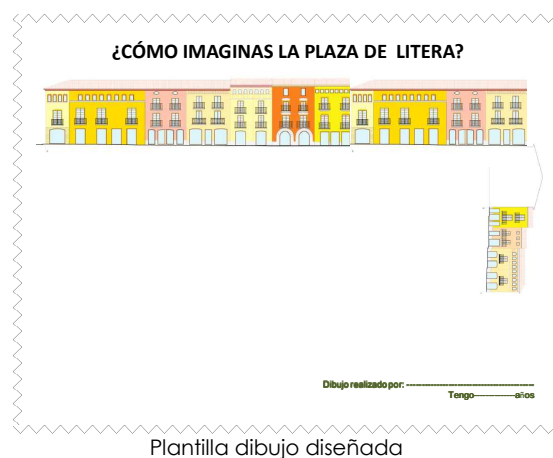 ¿CÓMO IMAGINAS LA PLAZA DE LITERA?
Dibujo realizado por: ------------------------------------------
Tengo--------------años
Plantilla dibujo diseñada